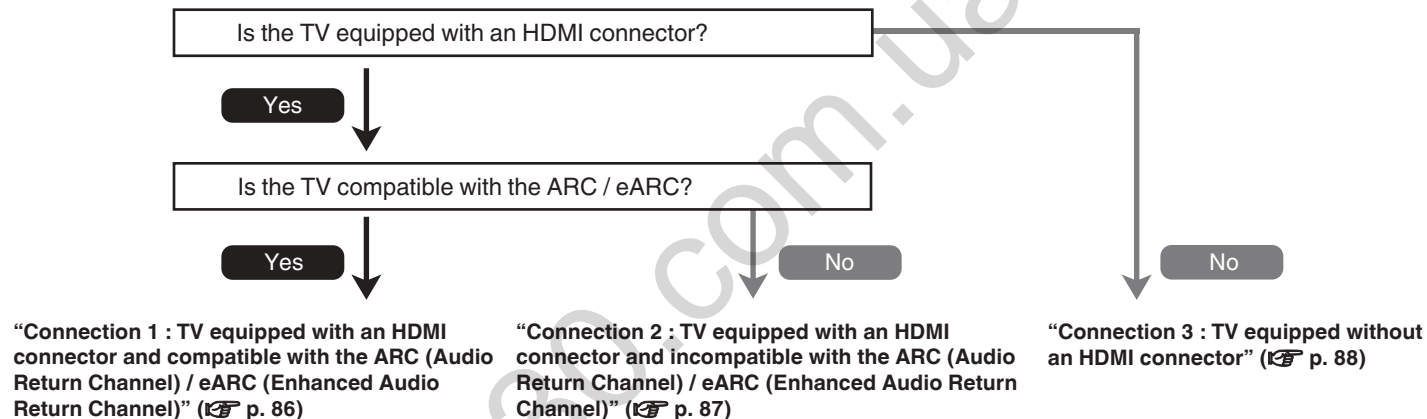 Is the TV equipped with an HDMI connector?
Yes
Is the TV compatible with the ARC / eARC?
Yes
No
No
“Connection 1 : TV equipped with an HDMI
connector and compatible with the ARC (Audio
Return Channel) / eARC (Enhanced Audio
Return Channel)” (☞ p. 86)
“Connection 2 : TV equipped with an HDMI
connector and incompatible with the ARC (Audio
Return Channel) / eARC (Enhanced Audio Return
Channel)” (☞ p. 87)
“Connection 3 : TV equipped without
an HDMI connector” (☞ p. 88)
30.com.ua